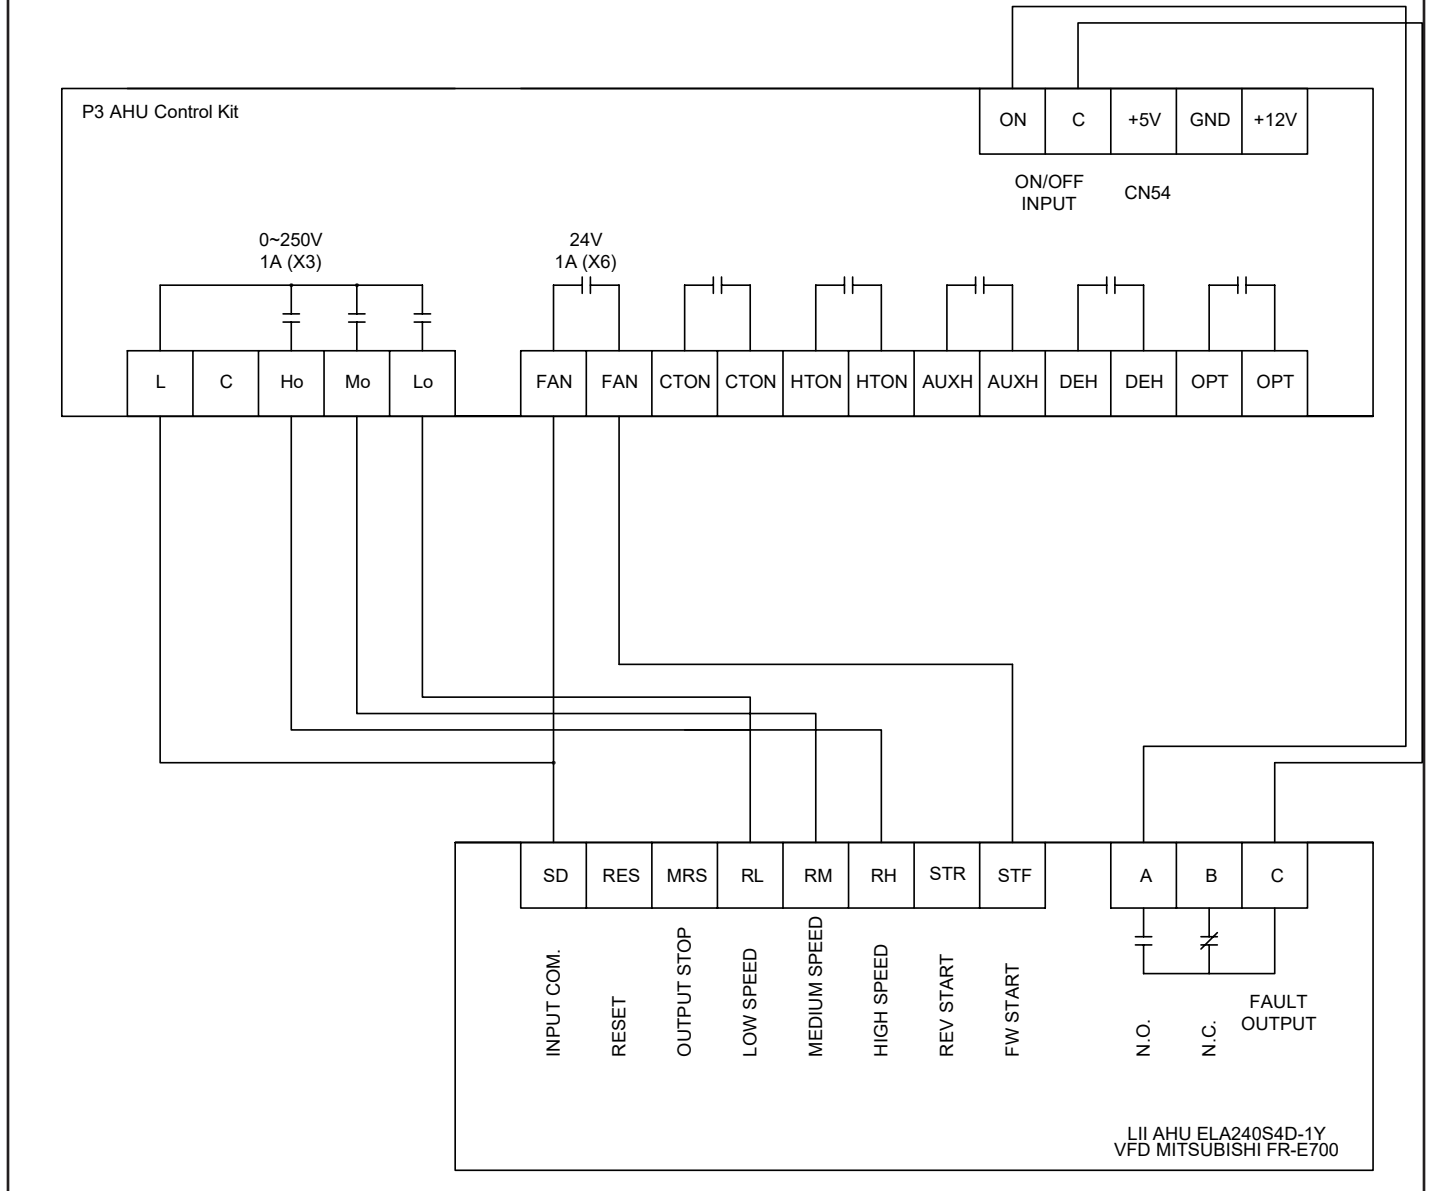 P3 AHU Control Kit
ON C +5V GND +12V
ON/OFF
INPUT
CN54
0~250V
1A (X3)
24V
1A (X6)
L C Ho Mo Lo FAN FAN CTON CTON HTON HTON AUXH AUXH DEH DEH OPT OPT
SD RES MRS RL RM RH STR STF A B C
INPUT COM.
RESET
OUTPUT STOP
LOW SPEED
MEDIUM SPEED
HIGH SPEED
REV START
FW START
N.O.
N.C.
FAULT
OUTPUT
LII AHU ELA240S4D-1Y
VFD MITSUBISHI FR-E700